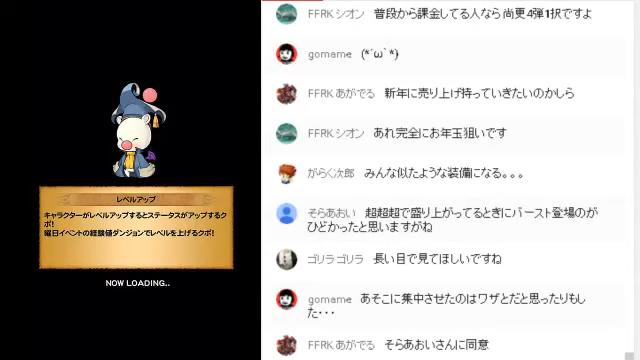 レベルアップ
キャラクターがレベルアップするとステータスがアップするク
ポ!
曜日イベントの経験値ダンジョンでレベルを上げるクポ!
NOW LOADING..
FFRK シオン 普段から課金してる人なら尚更4弾1択ですよ
gomame (*´ω`*)
FFRK あがでる 新年に売り上げ持っていきたいのかしら
FFRK シオン あれ完全にお年玉狙いです
がらく次郎 みんな似たような装備になる。。。
そらあおい 超超超で盛り上がってるときにバースト登場のが
ひどかったと思いますがね
ゴリラ ゴリラ 長い目で見てほしいですね
gomame あそこに集中させたのはワザとだと思ったりもし
た・・・
FFRK あがでる そらあおいさんに同意